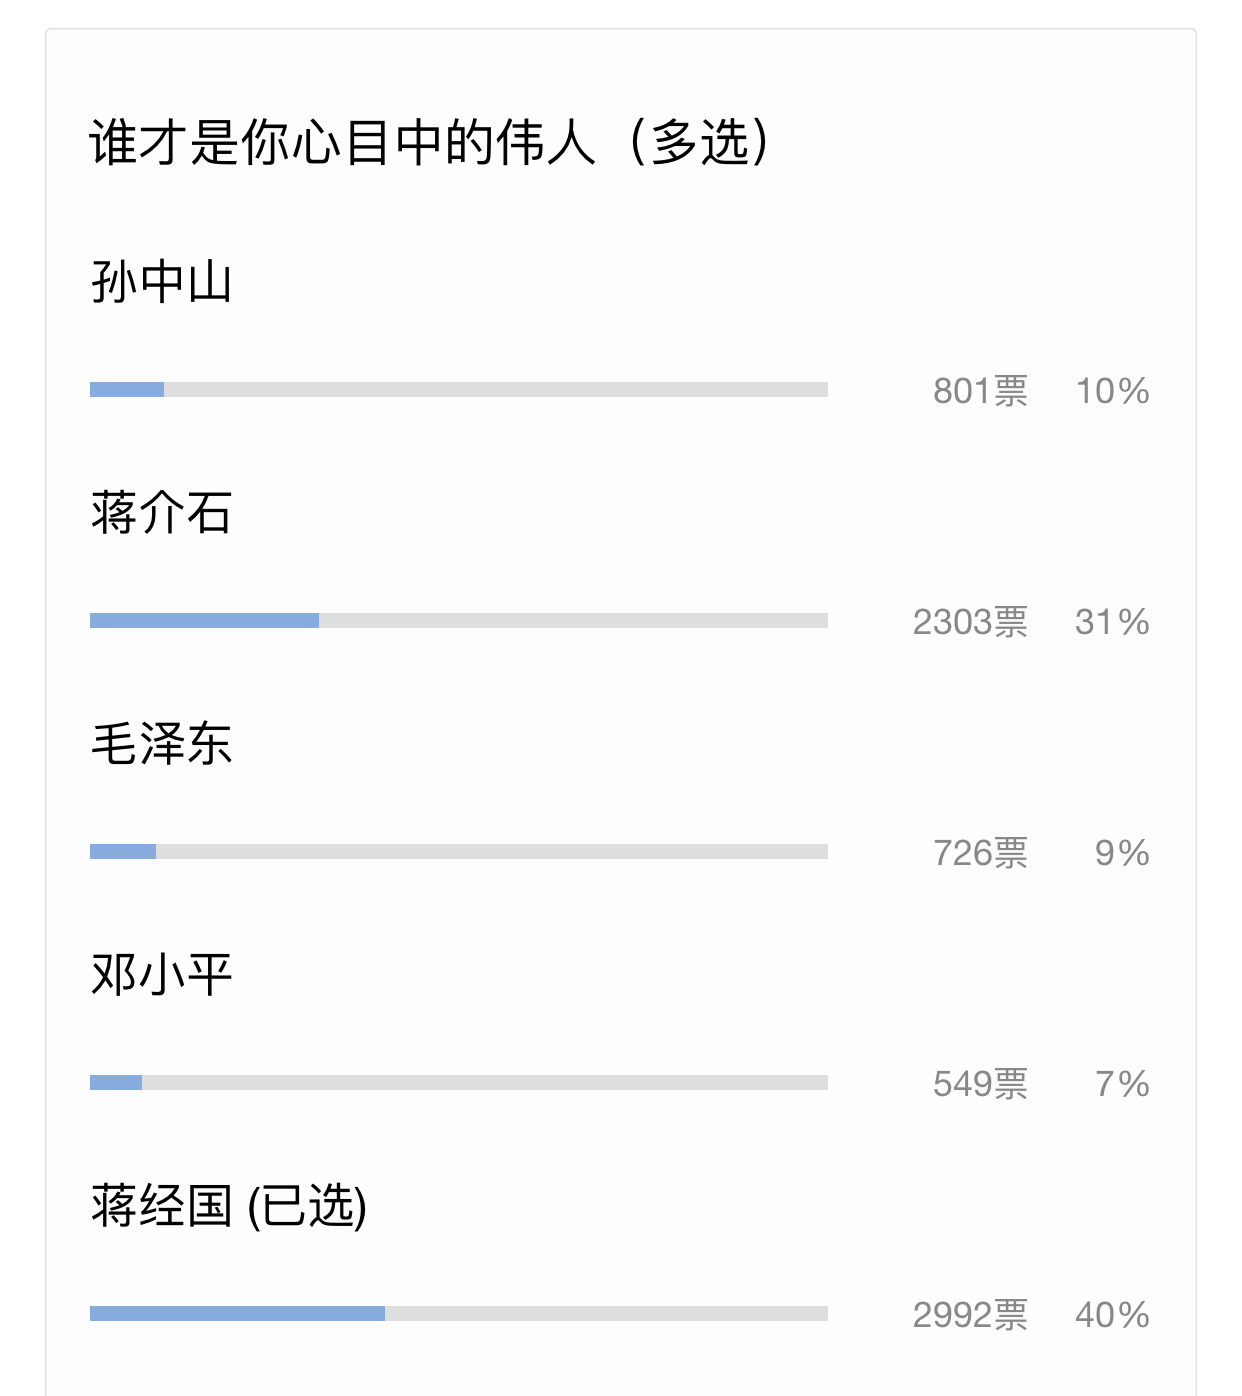 谁才是你心目中的伟人（多选）
孙中山
801票 10%
蒋介石
2303票 31%
毛泽东
726票 9%
邓小平
549票 7%
蒋经国 (已选)
2992票 40%